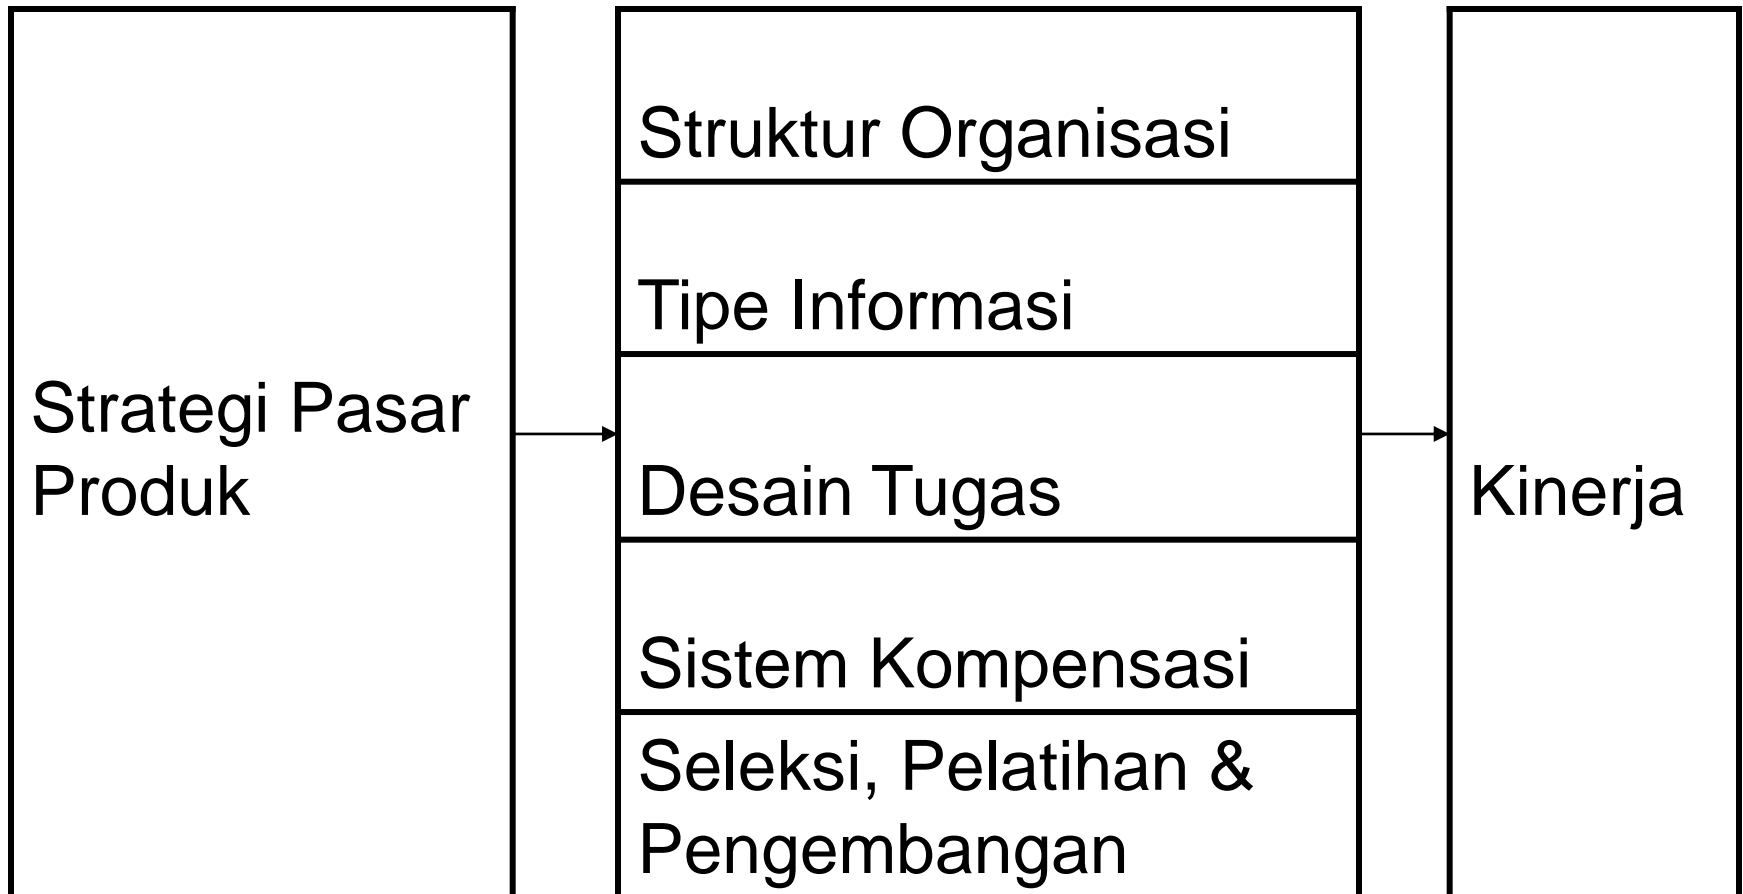 Strategi Pasar
Produk
Struktur Organisasi
Tipe Informasi
Desain Tugas
Sistem Kompensasi
Seleksi, Pelatihan &
Pengembangan
Kinerja